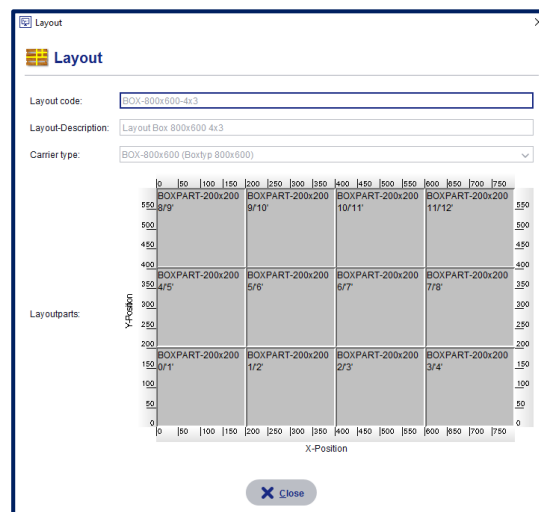 Layout
Layout
Layout code:
BOX-800x600-4x3
Layout-Description:
Layout Box 800x600 4x3
Carrier type:
BOX-800x600 (Boxtyp 800x600)
Layoutparts:
0 50 100 150 200 250 300 350 400 450 500 550 600 650 700 750
Y-Position
550
500
450
400
350
300
250
200
150
100
50
0
BOXPART-200x200 BOXPART-200x200 BOXPART-200x200 BOXPART-200x200
8/'9' 9/'10' 10/'11' 11/'12'
BOXPART-200x200 BOXPART-200x200 BOXPART-200x200 BOXPART-200x200
4/'5' 5/'6' 6/'7' 7/'8'
BOXPART-200x200 BOXPART-200x200 BOXPART-200x200 BOXPART-200x200
0/'1' 1/'2' 2/'3' 3/'4'
550
500
450
400
350
300
250
200
150
100
50
0
0 50 100 150 200 250 300 350 400 450 500 550 600 650 700 750
X-Position
Close